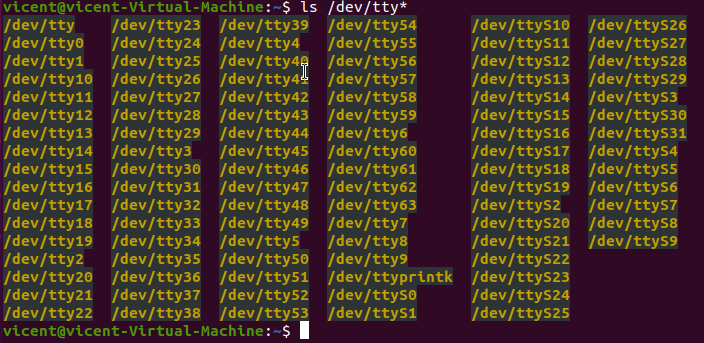 vicent@vicent-Virtual-Machine:~$ ls /dev/tty*
/dev/tty /dev/tty23 /dev/tty39 /dev/tty54 /dev/ttyS10 /dev/ttyS26
/dev/tty0 /dev/tty24 /dev/tty4 /dev/tty55 /dev/ttyS11 /dev/ttyS27
/dev/tty1 /dev/tty25 /dev/tty40 /dev/tty56 /dev/ttyS12 /dev/ttyS28
/dev/tty10 /dev/tty26 /dev/tty41 /dev/tty57 /dev/ttyS13 /dev/ttyS29
/dev/tty11 /dev/tty27 /dev/tty42 /dev/tty58 /dev/ttyS14 /dev/ttyS3
/dev/tty12 /dev/tty28 /dev/tty43 /dev/tty59 /dev/ttyS15 /dev/ttyS30
/dev/tty13 /dev/tty29 /dev/tty44 /dev/tty6 /dev/ttyS16 /dev/ttyS31
/dev/tty14 /dev/tty3 /dev/tty45 /dev/tty60 /dev/ttyS17 /dev/ttyS4
/dev/tty15 /dev/tty30 /dev/tty46 /dev/tty61 /dev/ttyS18 /dev/ttyS5
/dev/tty16 /dev/tty31 /dev/tty47 /dev/tty62 /dev/ttyS19 /dev/ttyS6
/dev/tty17 /dev/tty32 /dev/tty48 /dev/tty63 /dev/ttyS2 /dev/ttyS7
/dev/tty18 /dev/tty33 /dev/tty49 /dev/tty7 /dev/ttyS20 /dev/ttyS8
/dev/tty19 /dev/tty34 /dev/tty5 /dev/tty8 /dev/ttyS21 /dev/ttyS9
/dev/tty2 /dev/tty35 /dev/tty50 /dev/tty9 /dev/ttyS22
/dev/tty20 /dev/tty36 /dev/tty51 /dev/ttyprintk /dev/ttyS23
/dev/tty21 /dev/tty37 /dev/tty52 /dev/ttyS0 /dev/ttyS24
/dev/tty22 /dev/tty38 /dev/tty53 /dev/ttyS1 /dev/ttyS25
vicent@vicent-Virtual-Machine:~$